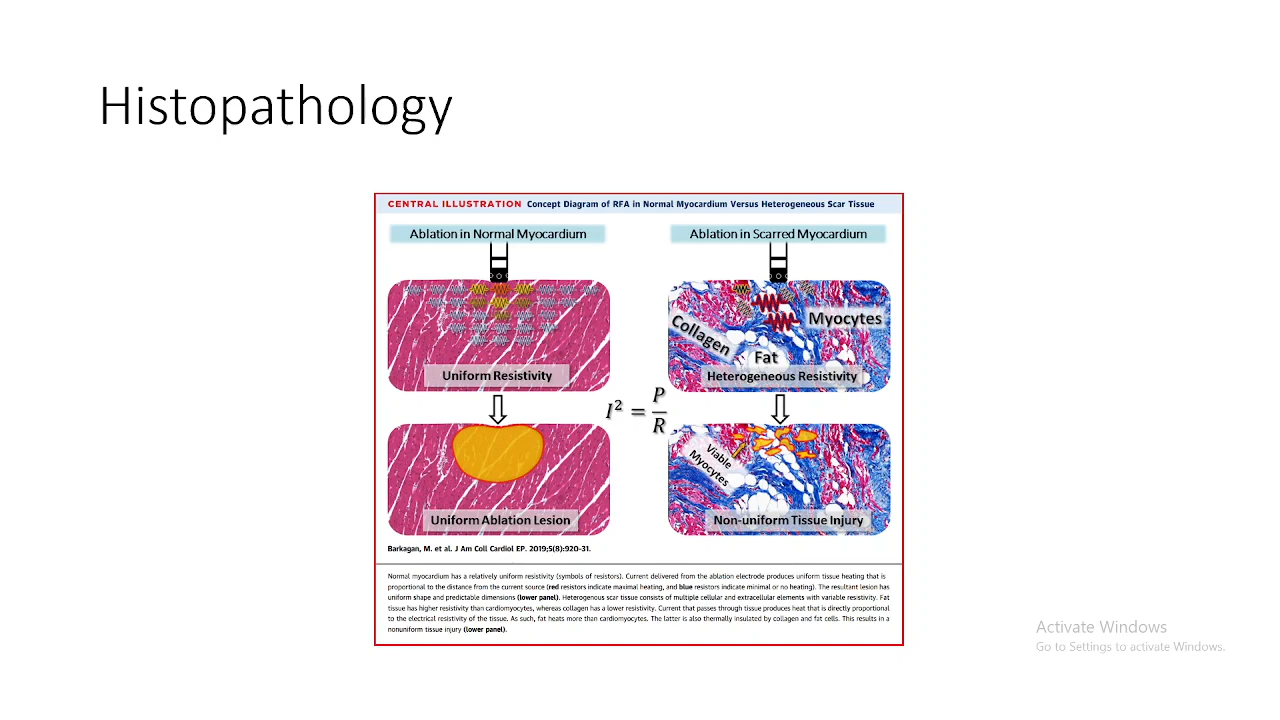 Histopathology
CENTRAL ILLUSTRATION Concept Diagram of RFA in Normal Myocardium Versus Heterogeneous Scar Tissue
Ablation in Normal Myocardium
Ablation in Scarred Myocardium
Collagen
Myocytes
Fat
Uniform Resistivity
Heterogeneous Resistivity
I² = P/R
Viable
Myocytes
Uniform Ablation Lesion
Non-uniform Tissue Injury
Barkagan, M. et al. J Am Coll Cardiol EP. 2019;5(8):920-31.
Normal myocardium has a relatively uniform resistivity (symbols of resistors). Current delivered from the ablation electrode produces uniform tissue heating that is
proportional to the distance from the current source (red resistors indicate maximal heating, and blue resistors indicate minimal or no heating). The resultant lesion has
uniform shape and predictable dimensions (lower panel). Heterogenous scar tissue consists of multiple cellular and extracellular elements with variable resistivity. Fat
tissue has higher resistivity than cardiomyocytes, whereas collagen has a lower resistivity. Current that passes through tissue produces heat that is directly proportional
to the electrical resistivity of the tissue. As such, fat heats more than cardiomyocytes. The latter is also thermally insulated by collagen and fat cells. This results in a
nonuniform tissue injury (lower panel).
Activate Windows
Go to Settings to activate Windows.